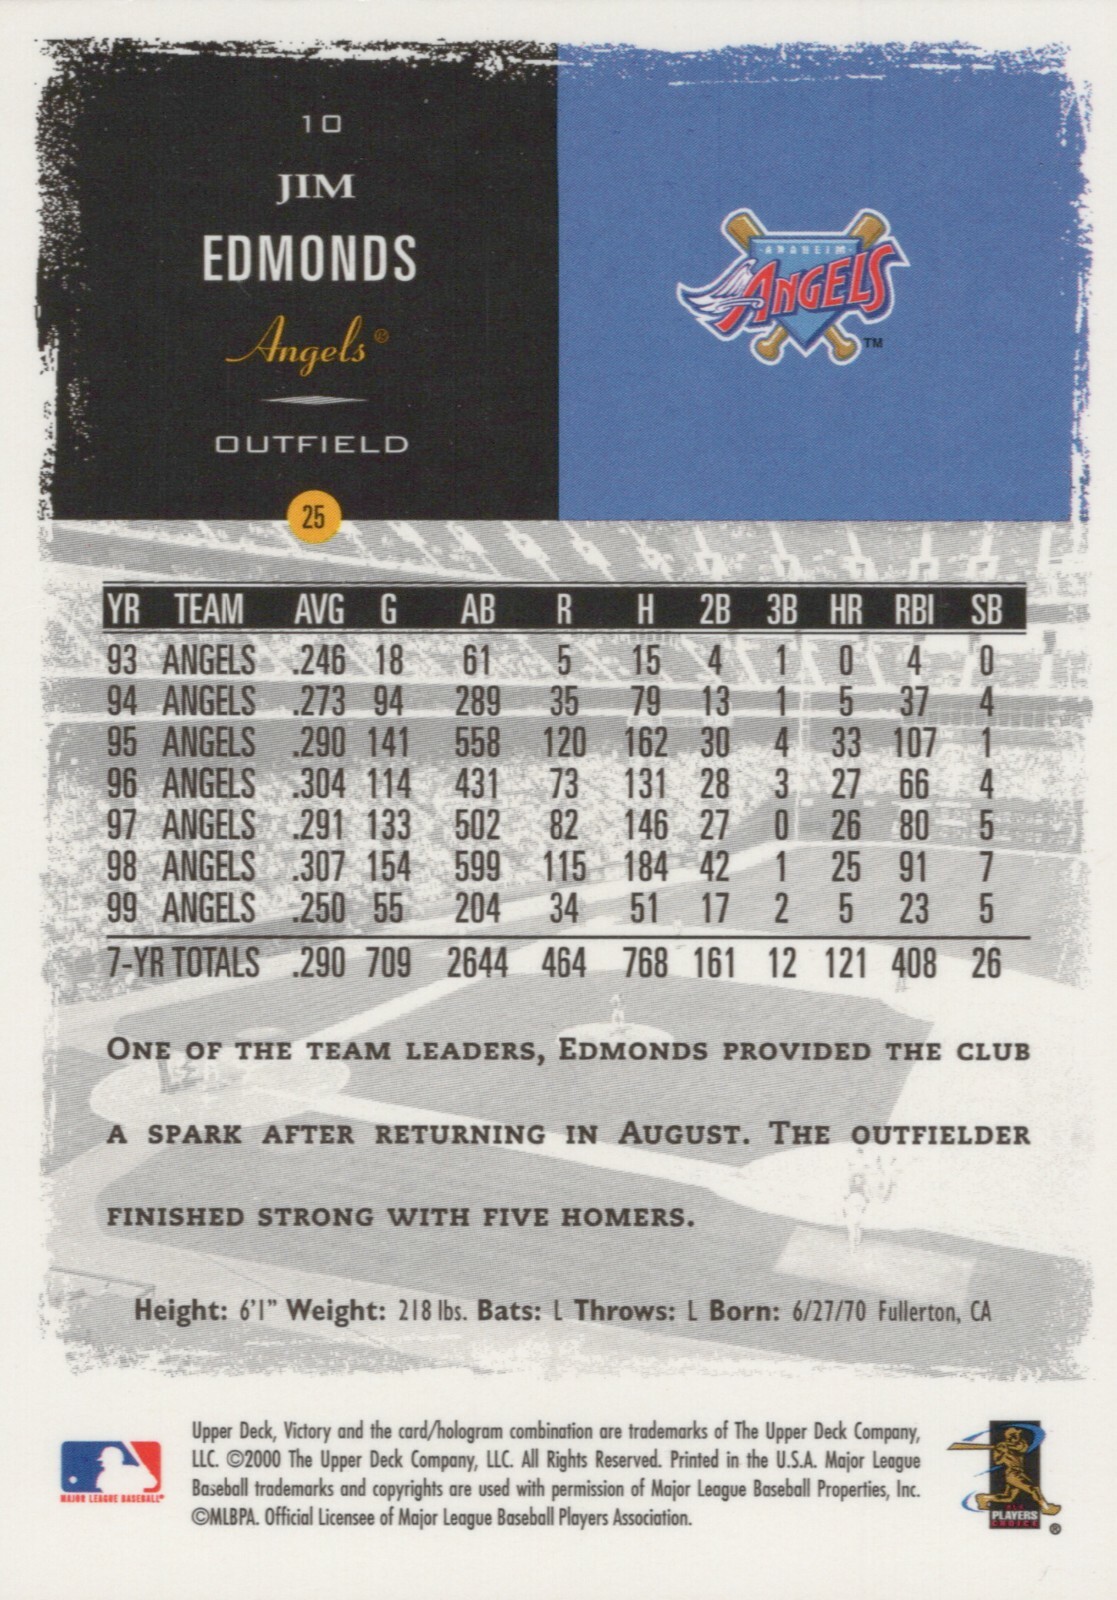 10
JIM
EDMONDS
Angels®
OUTFIELD
ANAHEIM
ANGELS
TM
25
YR TEAM AVG G AB R H 2B 3B HR RBI SB
93 ANGELS .246 18 61 5 15 4 1 0 4 0
94 ANGELS .273 94 289 35 79 13 1 5 37 4
95 ANGELS .290 141 558 120 162 30 4 33 107 1
96 ANGELS .304 114 431 73 131 28 3 27 66 4
97 ANGELS .291 133 502 82 146 27 0 26 80 5
98 ANGELS .307 154 599 115 184 42 1 25 91 7
99 ANGELS .250 55 204 34 51 17 2 5 23 5
7-YR TOTALS .290 709 2644 464 768 161 12 121 408 26
ONE OF THE TEAM LEADERS, EDMONDS PROVIDED THE CLUB
A SPARK AFTER RETURNING IN AUGUST. THE OUTFIELDER
FINISHED STRONG WITH FIVE HOMERS.
Height: 6'1" Weight: 218 lbs. Bats: L Throws: L Born: 6/27/70 Fullerton, CA
Upper Deck, Victory and the card/hologram combination are trademarks of The Upper Deck Company,
LLC. ©2000 The Upper Deck Company, LLC. All Rights Reserved. Printed in the U.S.A. Major League
Baseball trademarks and copyrights are used with permission of Major League Baseball Properties, Inc.
©MLBPA. Official Licensee of Major League Baseball Players Association.
MAJOR LEAGUE BASEBALL®
PLAYERS
CHOICE
®